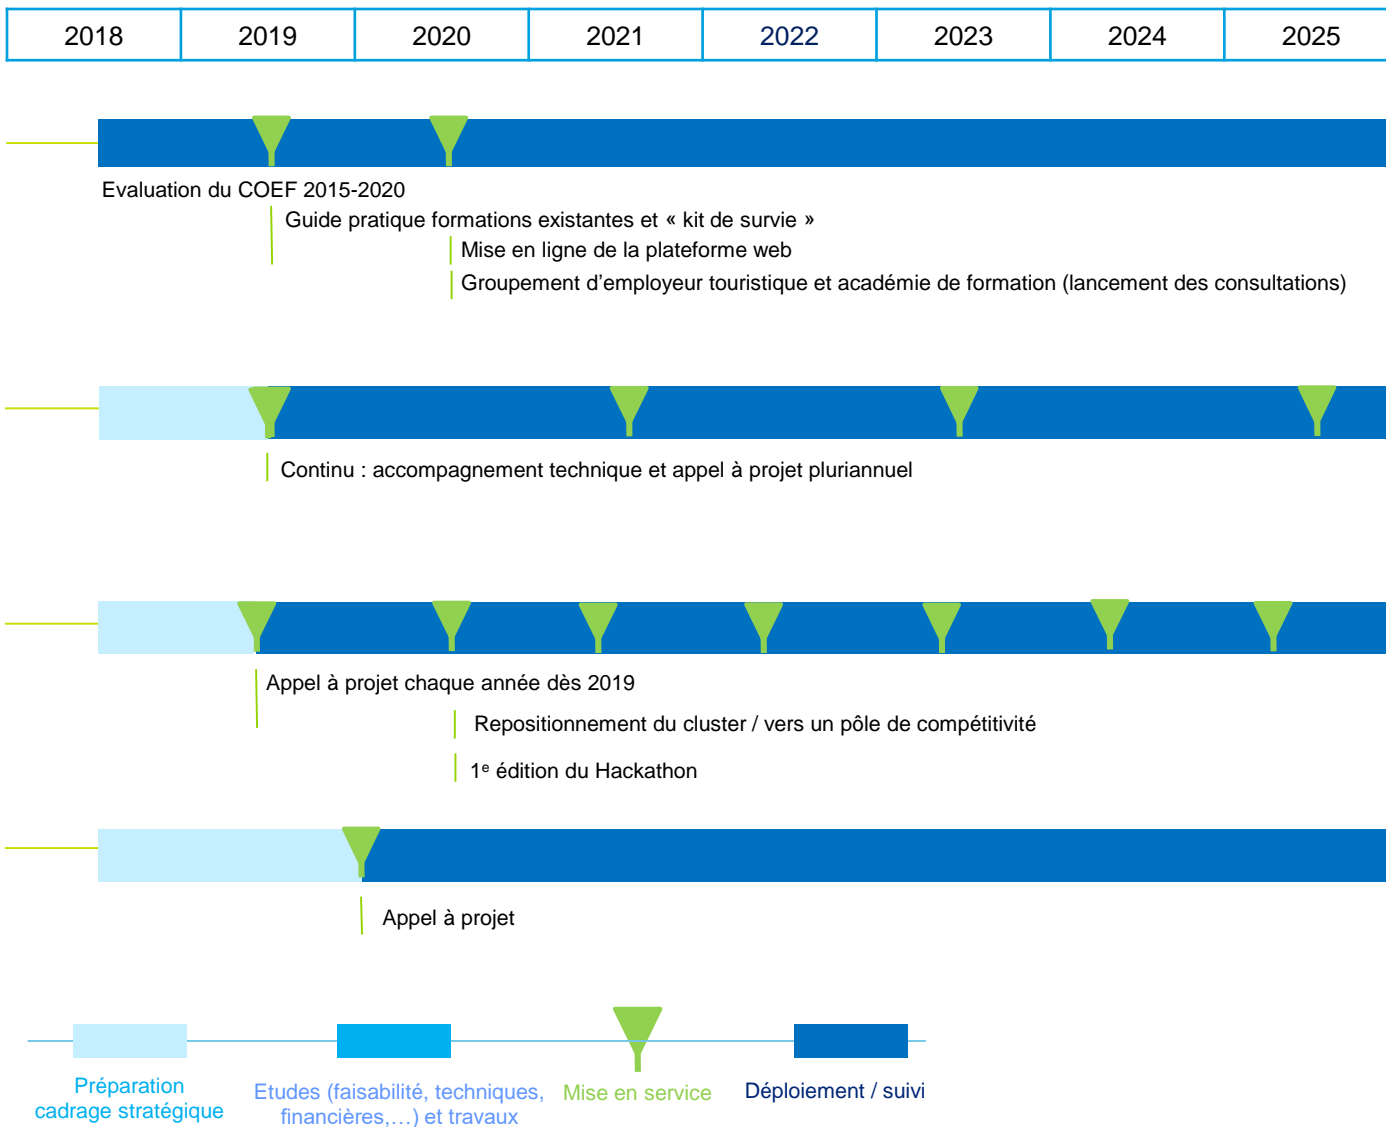 2018 2019 2020 2021 2022 2023 2024 2025
Evaluation du COEF 2015-2020
Guide pratique formations existantes et « kit de survie »
Mise en ligne de la plateforme web
Groupement d’employeur touristique et académie de formation (lancement des consultations)
Continu : accompagnement technique et appel à projet pluriannuel
Appel à projet chaque année dès 2019
Repositionnement du cluster / vers un pôle de compétitivité
1e édition du Hackathon
Appel à projet
Préparation
cadrage stratégique
Etudes (faisabilité, techniques,
financières,…) et travaux
Mise en service
Déploiement / suivi